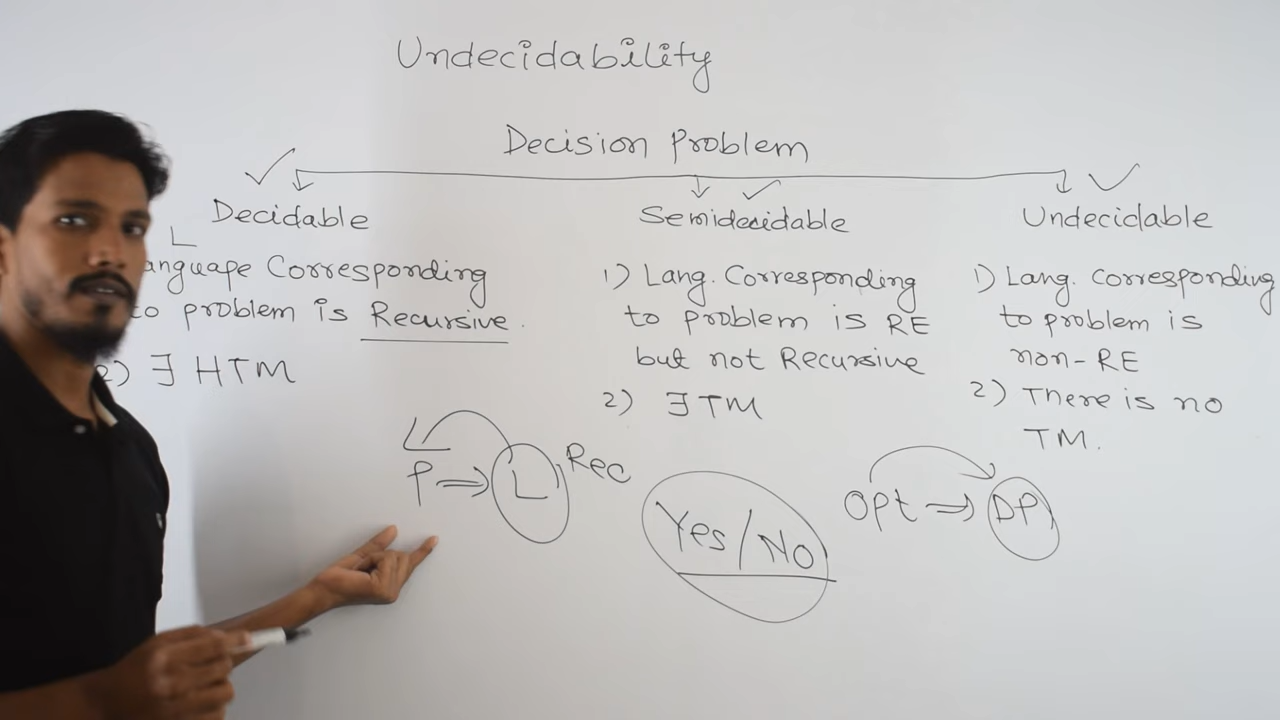 Undecidability
Decision Problem
Decidable
Language Corresponding
to problem is Recursive.
2) ∃ HTM
Semidecidable
1) Lang. Corresponding
to problem is RE
but not Recursive
2) ∃ TM
Undecidable
1) Lang. Corresponding
to problem is
non-RE
2) There is no
TM.
P ⇒ L Rec
Yes/No
Opt ⇒ DP